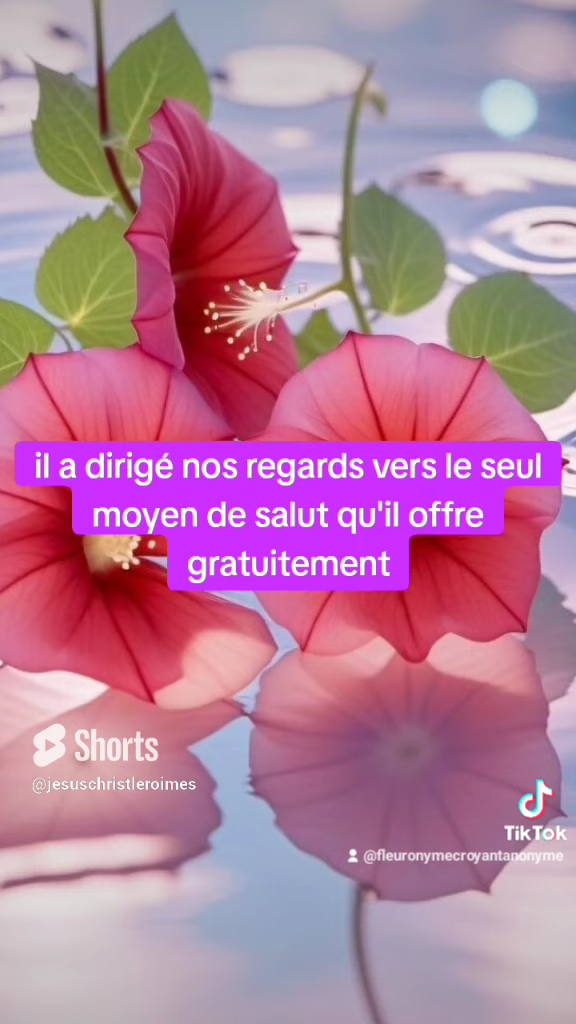 il a dirigé nos regards vers le seul
moyen de salut qu'il offre
gratuitement
Shorts
@jesuschristleroimes
TikTok
@fleuronymecroyantanonyme